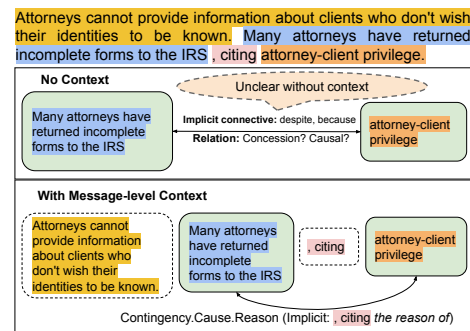 Attorneys cannot provide information about clients who don't wish
their identities to be known. Many attorneys have returned
incomplete forms to the IRS , citing attorney-client privilege.
No Context
Unclear without context
Many attorneys have
returned incomplete
forms to the IRS
Implicit connective: despite, because
Relation: Concession? Causal?
attorney-client
privilege
With Message-level Context
Attorneys cannot
provide information
about clients who
don't wish their
identities to be known.
Many attorneys
have returned
incomplete
forms to the IRS
, citing
attorney-client
privilege
Contingency.Cause.Reason (Implicit: , citing the reason of)